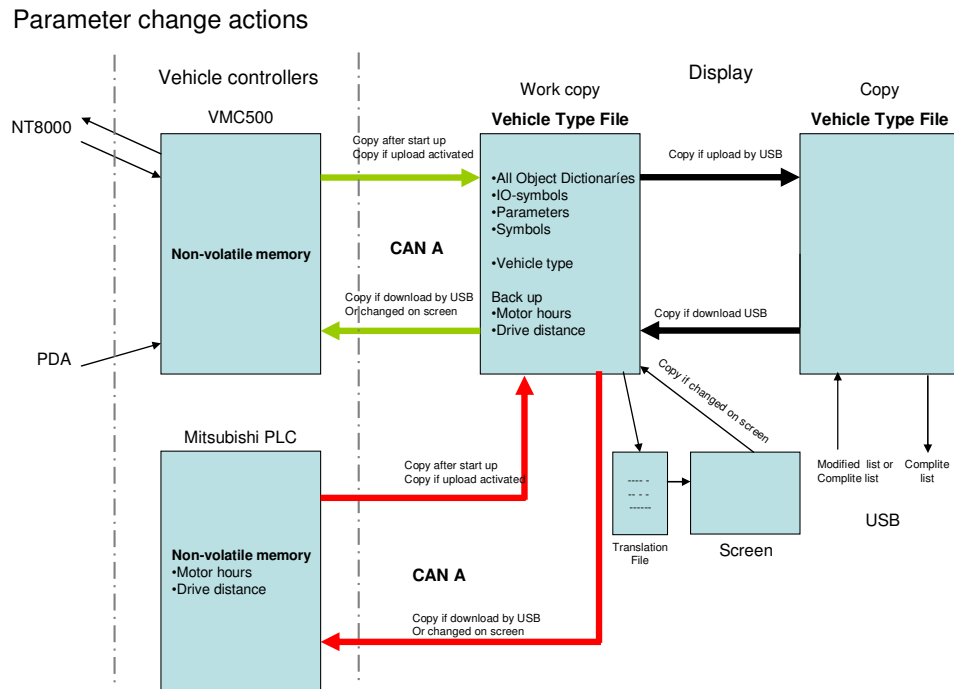 Parameter change actions
Vehicle controllers
Display
VMC500
Work copy
Copy
Vehicle Type File
Vehicle Type File
NT8000
Copy after start up
Copy if upload activated
Copy if upload by USB
•All Object Dictionaríes
•IO-symbols
•Parameters
•Symbols
•Vehicle type
Back up
•Motor hours
•Drive distance
Non-volatile memory
CAN A
Copy if download by USB
Or changed on screen
Copy if download USB
PDA
Copy if changed on screen
Mitsubishi PLC
Copy after start up
Copy if upload activated
Non-volatile memory
•Motor hours
•Drive distance
CAN A
Copy if download by USB
Or changed on screen
---- -
-- - -
------
Translation
File
Screen
Modified list or
Complite list
Complite
list
USB